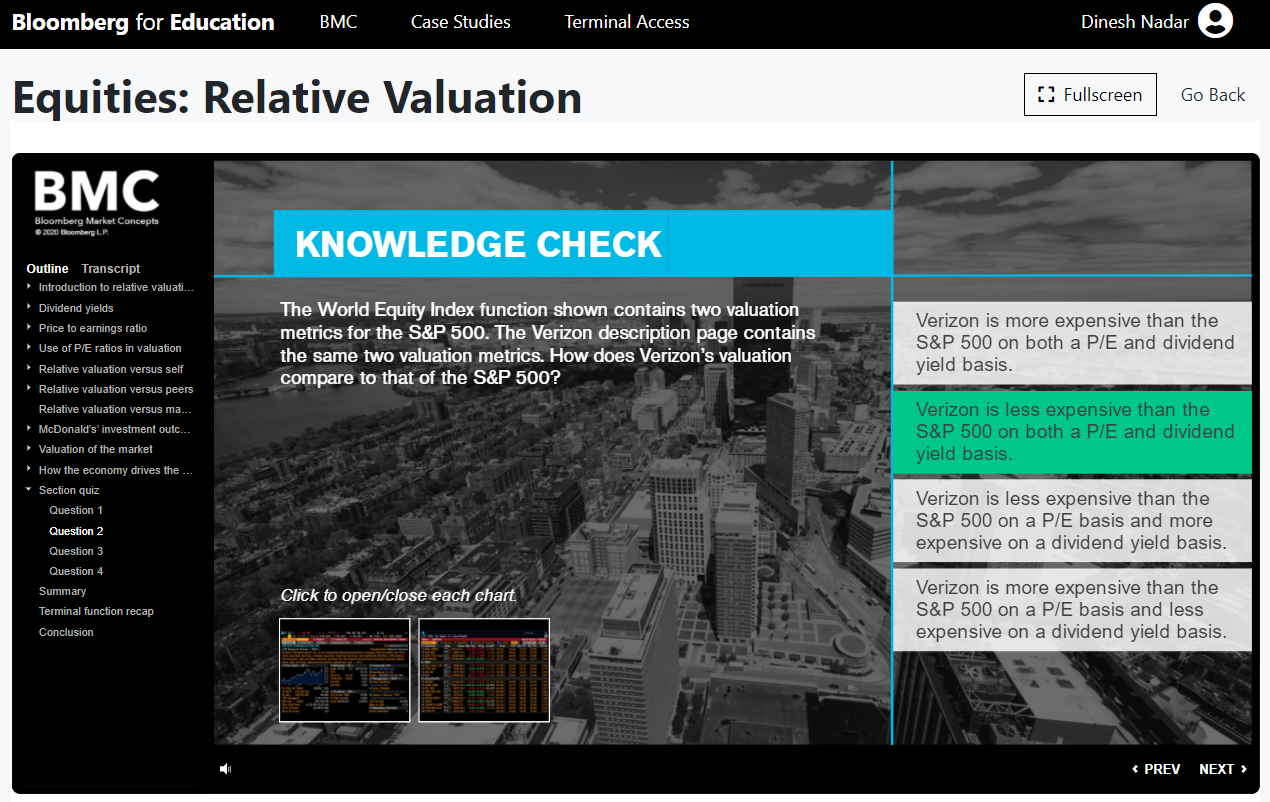 Bloomberg for Education
BMC
Case Studies
Terminal Access
Dinesh Nadar
Equities: Relative Valuation
Fullscreen
Go Back
BMC
Bloomberg Market Concepts
© 2020 Bloomberg L.P.
Outline
Transcript
Introduction to relative valuati...
Dividend yields
Price to earnings ratio
Use of P/E ratios in valuation
Relative valuation versus self
Relative valuation versus peers
Relative valuation versus ma...
McDonald's' investment outc...
Valuation of the market
How the economy drives the ...
Section quiz
Question 1
Question 2
Question 3
Question 4
Summary
Terminal function recap
Conclusion
KNOWLEDGE CHECK
The World Equity Index function shown contains two valuation
metrics for the S&P 500. The Verizon description page contains
the same two valuation metrics. How does Verizon's valuation
compare to that of the S&P 500?
Click to open/close each chart.
Verizon is more expensive than the
S&P 500 on both a P/E and dividend
yield basis.
Verizon is less expensive than the
S&P 500 on both a P/E and dividend
yield basis.
Verizon is less expensive than the
S&P 500 on a P/E basis and more
expensive on a dividend yield basis.
Verizon is more expensive than the
S&P 500 on a P/E basis and less
expensive on a dividend yield basis.
PREV
NEXT